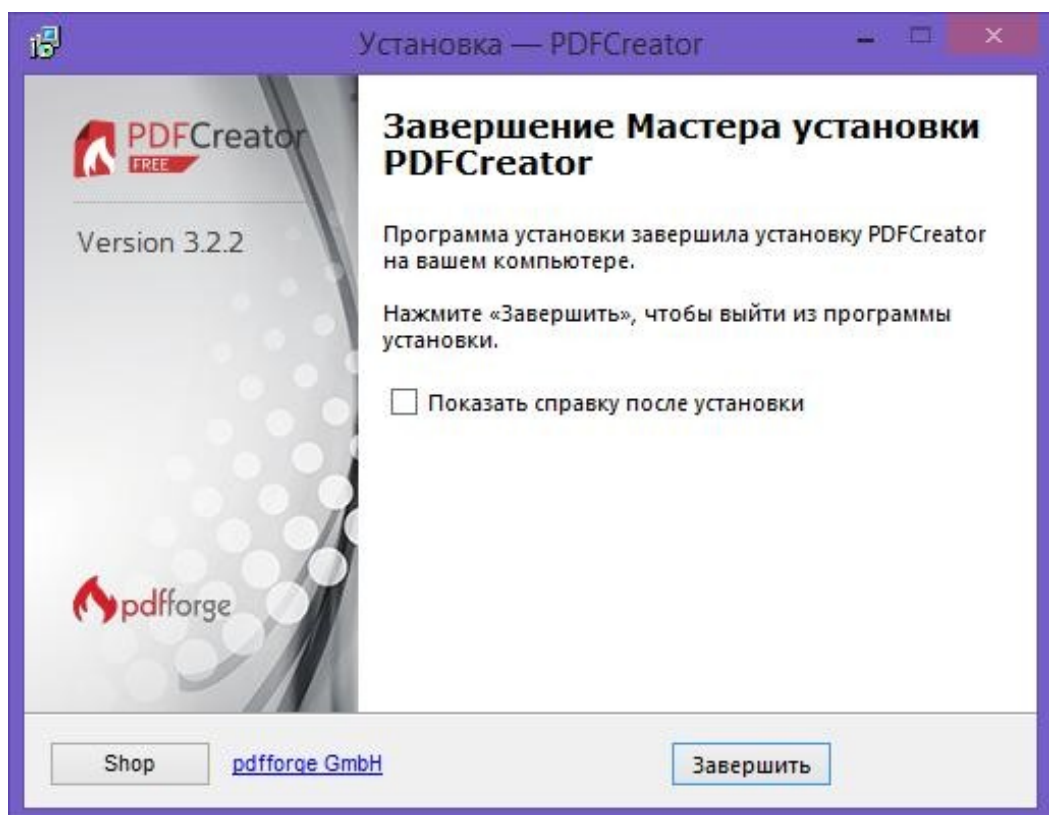 Установка — PDFCreator
PDFCreator
FREE
Version 3.2.2
Завершение Мастера установки
PDFCreator
Программа установки завершила установку PDFCreator
на вашем компьютере.
Нажмите «Завершить», чтобы выйти из программы
установки.
Показать справку после установки
pdfforge
Shop
pdfforge GmbH
Завершить